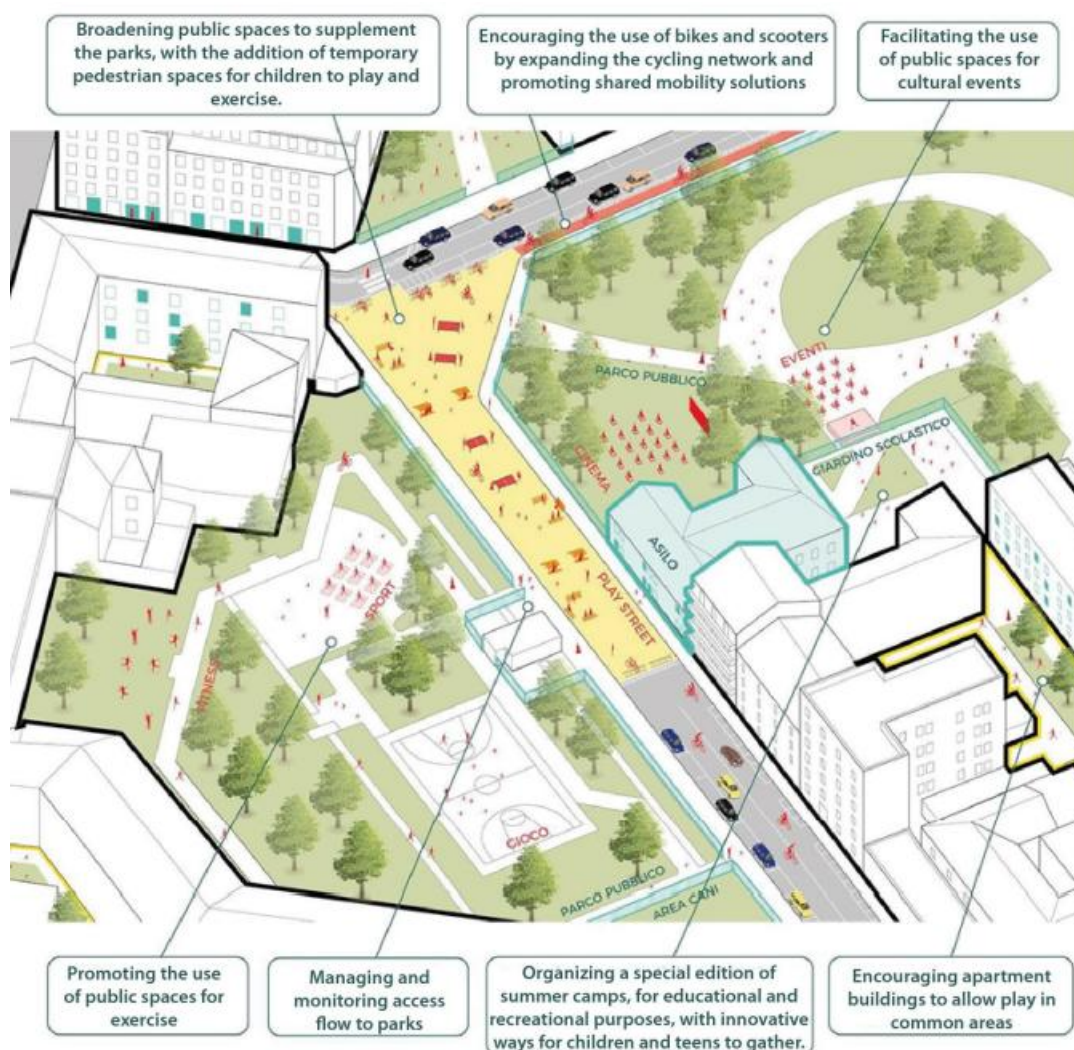 Broadening public spaces to supplement
the parks, with the addition of temporary
pedestrian spaces for children to play and
exercise.
Encouraging the use of bikes and scooters
by expanding the cycling network and
promoting shared mobility solutions
Facilitating the use
of public spaces for
cultural events
EVENTI
PARCO PUBBLICO
CINEMA
GIARDINO SCOLASTICO
ASILO
PLAY STREET
SPORT
FITNESS
GIOCO
PARCO PUBBLICO
AREA CANI
Promoting the use
of public spaces for
exercise
Managing and
monitoring access
flow to parks
Organizing a special edition of
summer camps, for educational and
recreational purposes, with innovative
ways for children and teens to gather.
Encouraging apartment
buildings to allow play in
common areas